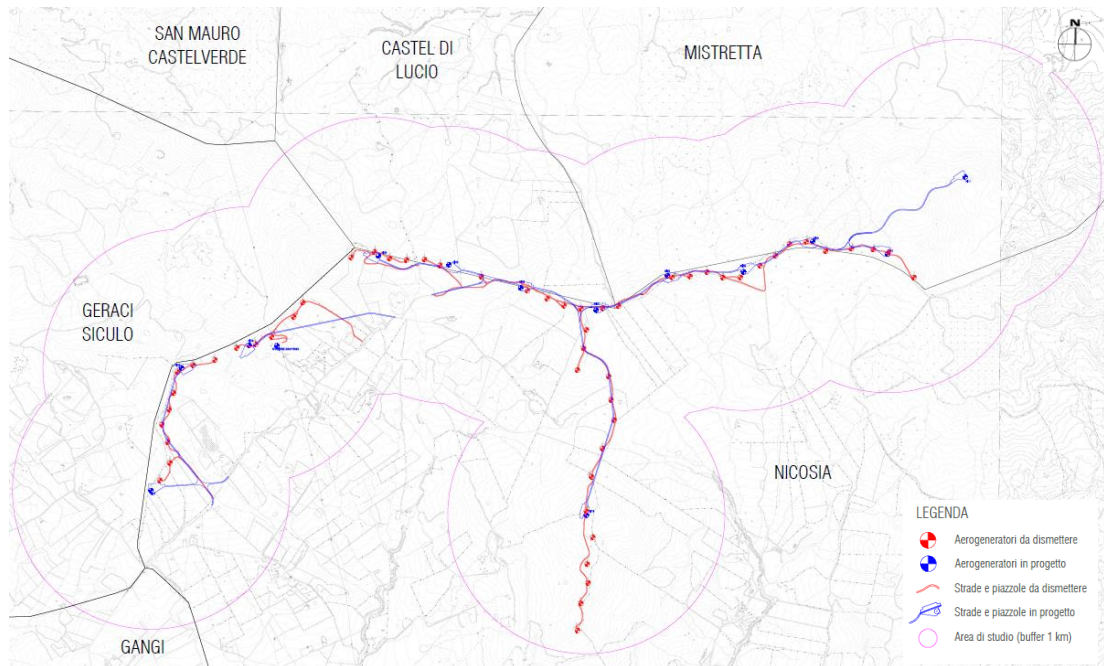 SAN MAURO
CASTELVERDE
CASTEL DI
LUCIO
MISTRETTA
N
GERACI
SICULO
NICOSIA
GANGI
LEGENDA
Aerogeneratori da dismettere
Aerogeneratori in progetto
Strade e piazzole da dismettere
Strade e piazzole in progetto
Area di studio (buffer 1 km)